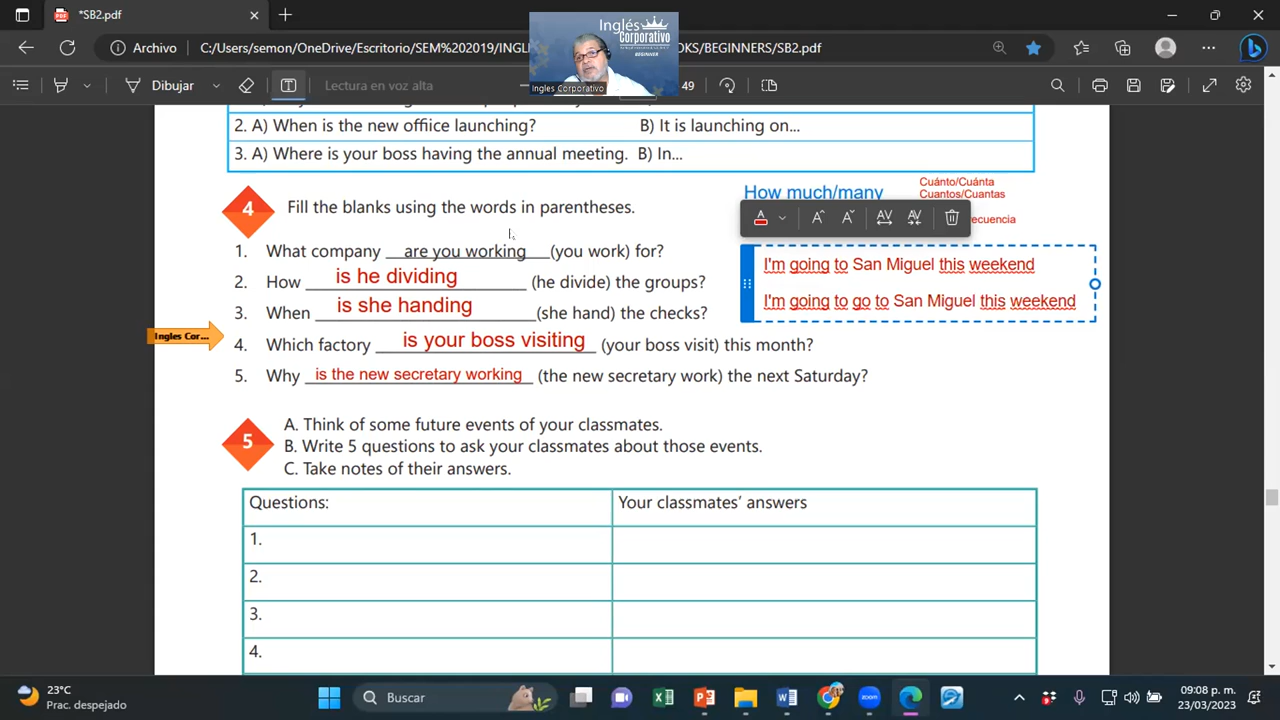 *SB2.pdf
Archivo
C:/Users/semon/OneDrive/Escritorio/SEM%202019/INGL
OKS/BEGINNERS/SB2.pdf
Inglés
Corporativo
BEGINNER
Ingles Corporativo
Dibujar
Lectura en voz alta
49
2. A) When is the new office launching? B) It is launching on...
3. A) Where is your boss having the annual meeting. B) In...
How much/many
Cuánto/Cuánta
Cuantos/Cuantas
recuencia
4
Fill the blanks using the words in parentheses.
1. What company are you working (you work) for?
2. How is he dividing (he divide) the groups?
3. When is she handing (she hand) the checks?
4. Which factory is your boss visiting (your boss visit) this month?
5. Why is the new secretary working (the new secretary work) the next Saturday?
I'm going to San Miguel this weekend
I'm going to go to San Miguel this weekend
Ingles Cor...
5
A. Think of some future events of your classmates.
B. Write 5 questions to ask your classmates about those events.
C. Take notes of their answers.
Questions: Your classmates' answers
1.
2.
3.
4.
23°C
Prac. despejado
Buscar
09:08 p. m.
23/03/2023